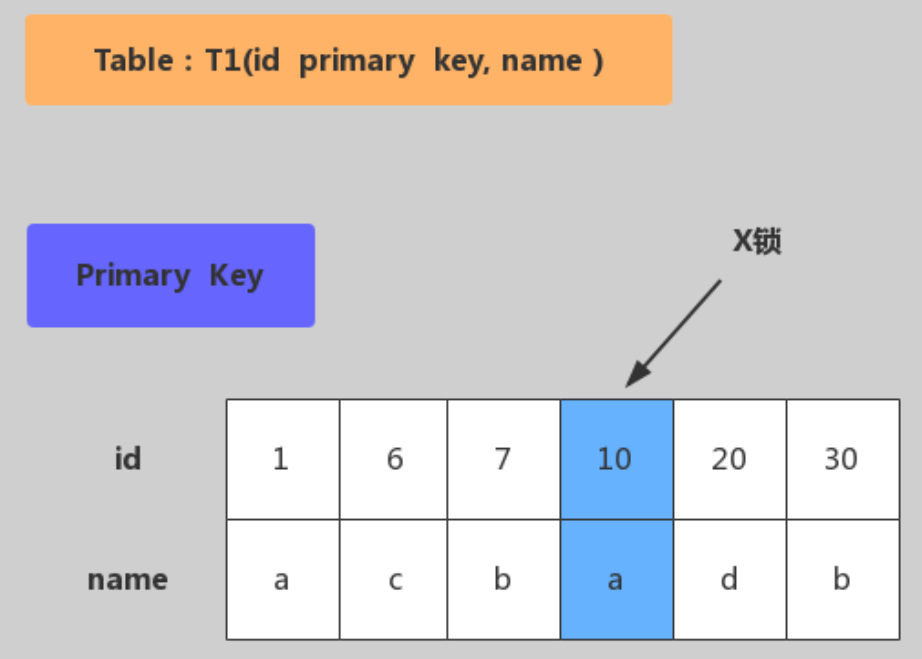 Table : T1(id primary key, name )
X锁
Primary Key
id 1 6 7 10 20 30
name a c b a d b